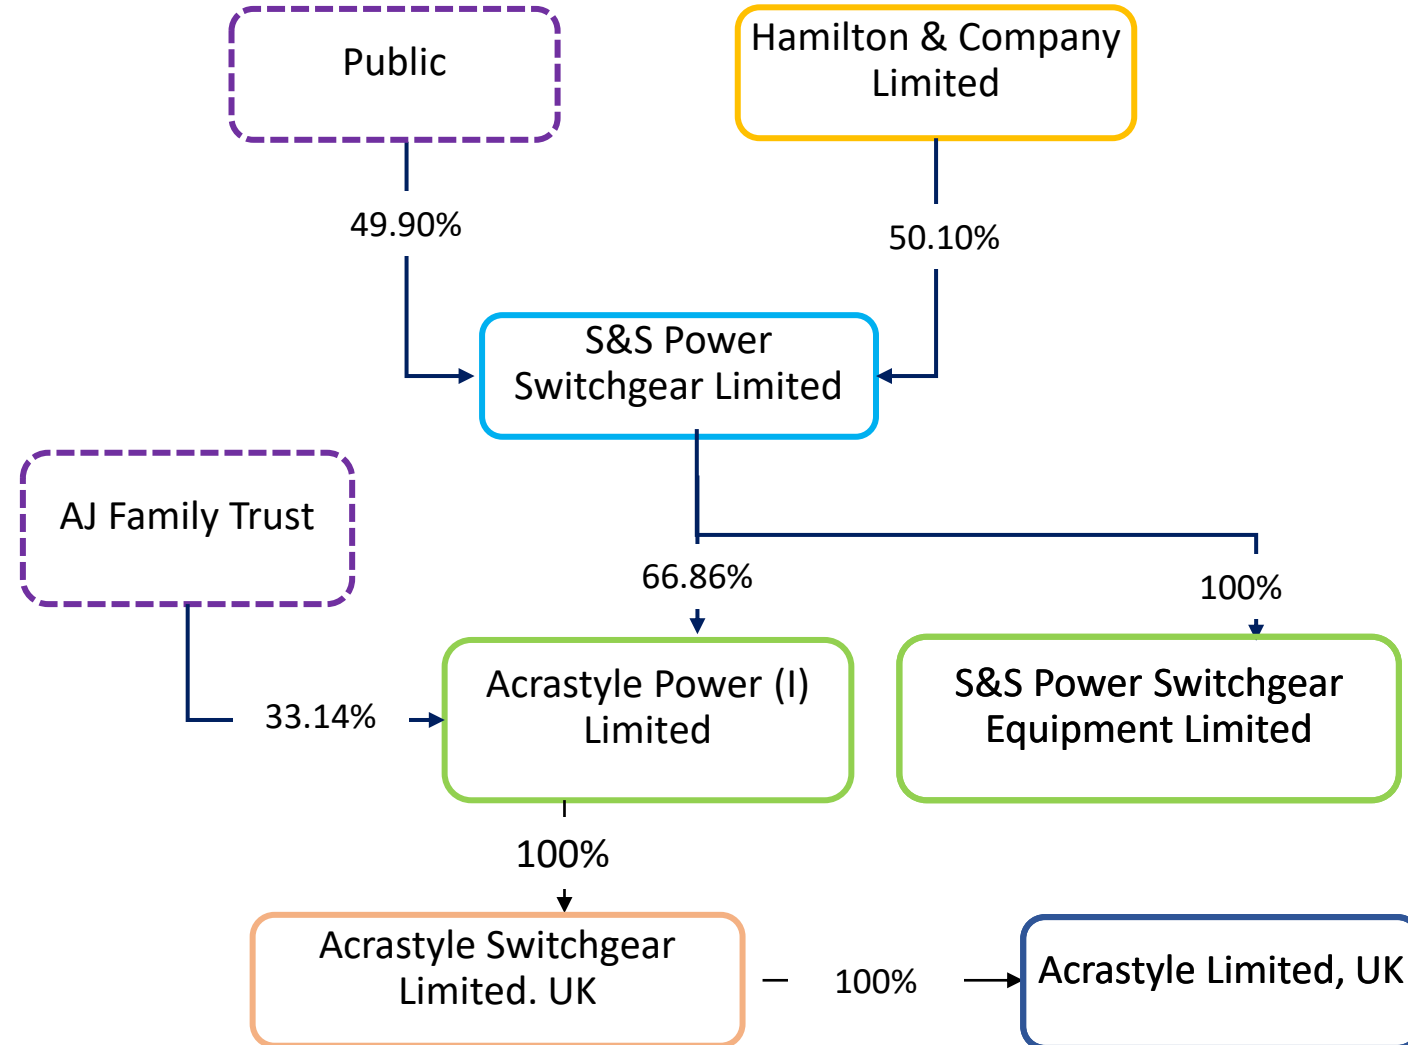 Public
Hamilton & Company
Limited
49.90%
50.10%
S&S Power
Switchgear Limited
AJ Family Trust
66.86%
100%
33.14%
Acrastyle Power (I)
Limited
S&S Power Switchgear
Equipment Limited
100%
Acrastyle Switchgear
Limited. UK
100%
Acrastyle Limited, UK